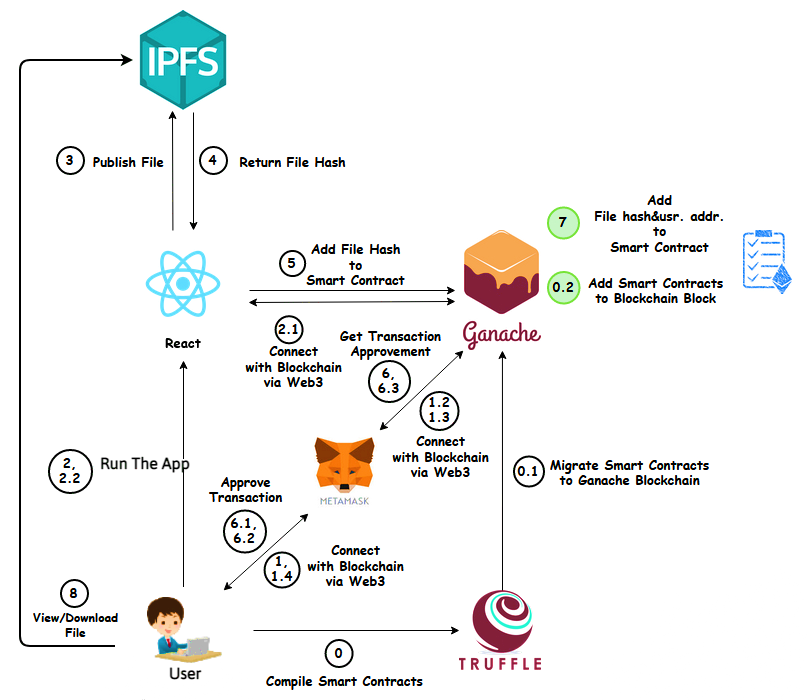 IPFS
3
Publish File
4
Return File Hash
7
Add
File hash&usr. addr.
to
Smart Contract
5
Add File Hash
to
Smart Contract
0.2
Add Smart Contracts
to Blockchain Block
React
Ganache
2.1
Connect
with Blockchain
via Web3
Get Transaction
Approvement
6,
6.3
1.2
1.3
Connect
with Blockchain
via Web3
2,
2.2
Run The App
0.1
Migrate Smart Contracts
to Ganache Blockchain
METAMASK
Approve
Transaction
6.1,
6.2
1,
1.4
Connect
with Blockchain
via Web3
8
View/Download
File
User
0
Compile Smart Contracts
TRUFFLE